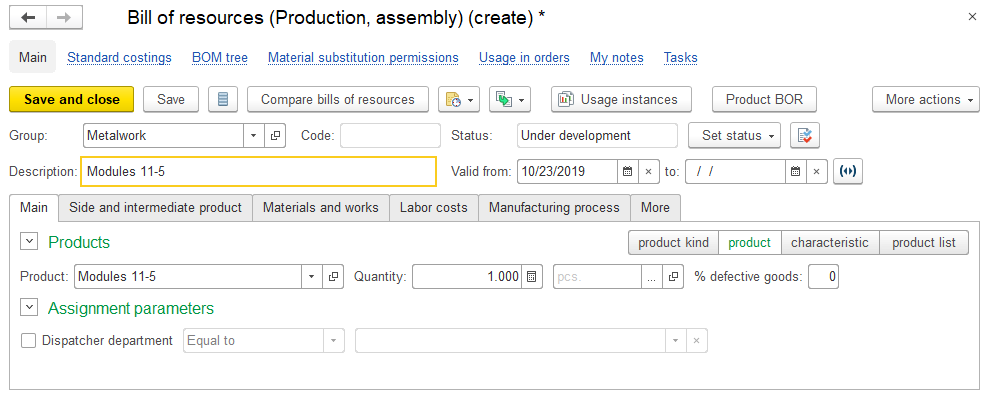 Bill of resources (Production, assembly) (create) *
Main Standard costings BOM tree Material substitution permissions Usage in orders My notes Tasks
Save and close Save Compare bills of resources Usage instances Product BOR More actions
Group: Metalwork Code: Status: Under development Set status
Description: Modules 11-5 Valid from: 10/23/2019 to: / /
Main Side and intermediate product Materials and works Labor costs Manufacturing process More
Products product kind product characteristic product list
Product: Modules 11-5 Quantity: 1.000 pcs. ... % defective goods: 0
Assignment parameters
Dispatcher department Equal to